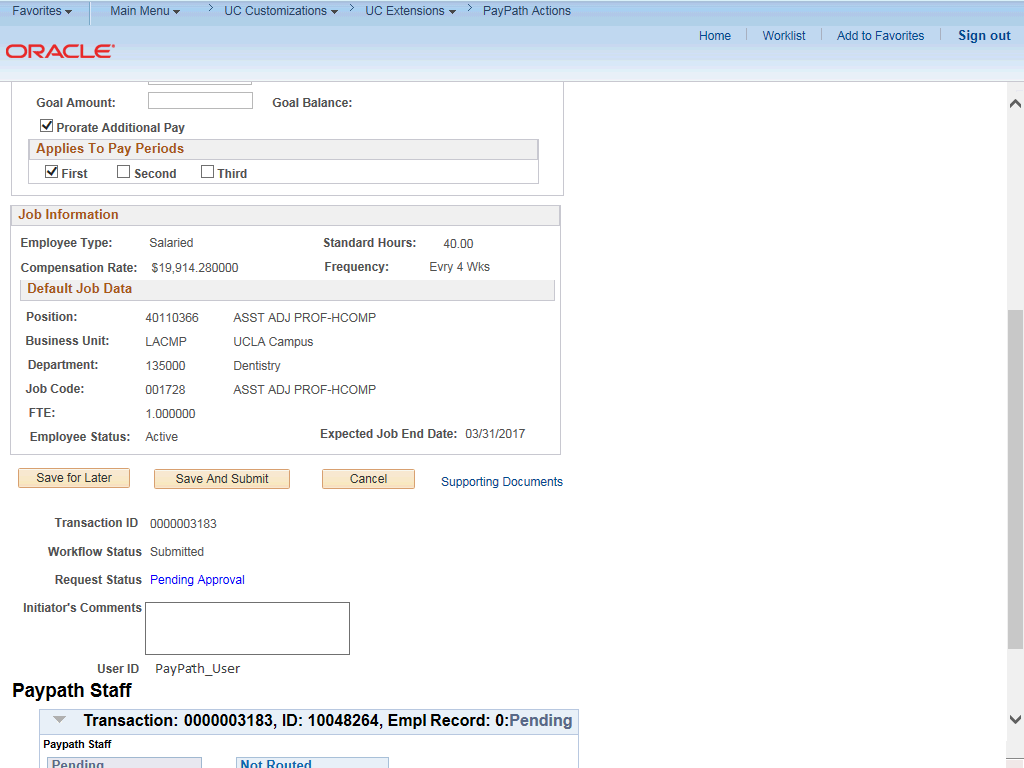 Favorites Main Menu > UC Customizations > UC Extensions > PayPath Actions
Home Worklist Add to Favorites Sign out
ORACLE
Goal Amount: Goal Balance:
Prorate Additional Pay
Applies To Pay Periods
First Second Third
Job Information
Employee Type: Salaried Standard Hours: 40.00
Compensation Rate: $19,914.280000 Frequency: Evry 4 Wks
Default Job Data
Position: 40110366 ASST ADJ PROF-HCOMP
Business Unit: LACMP UCLA Campus
Department: 135000 Dentistry
Job Code: 001728 ASST ADJ PROF-HCOMP
FTE: 1.000000
Employee Status: Active Expected Job End Date: 03/31/2017
Save for Later Save And Submit Cancel Supporting Documents
Transaction ID 0000003183
Workflow Status Submitted
Request Status Pending Approval
Initiator's Comments
User ID PayPath_User
Paypath Staff
Transaction: 0000003183, ID: 10048264, Empl Record: 0:Pending
Paypath Staff
Pending Not Routed